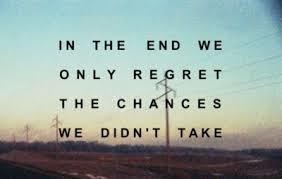 IN THE END WE
ONLY REGRET
THE CHANCES
WE DIDN'T TAKE